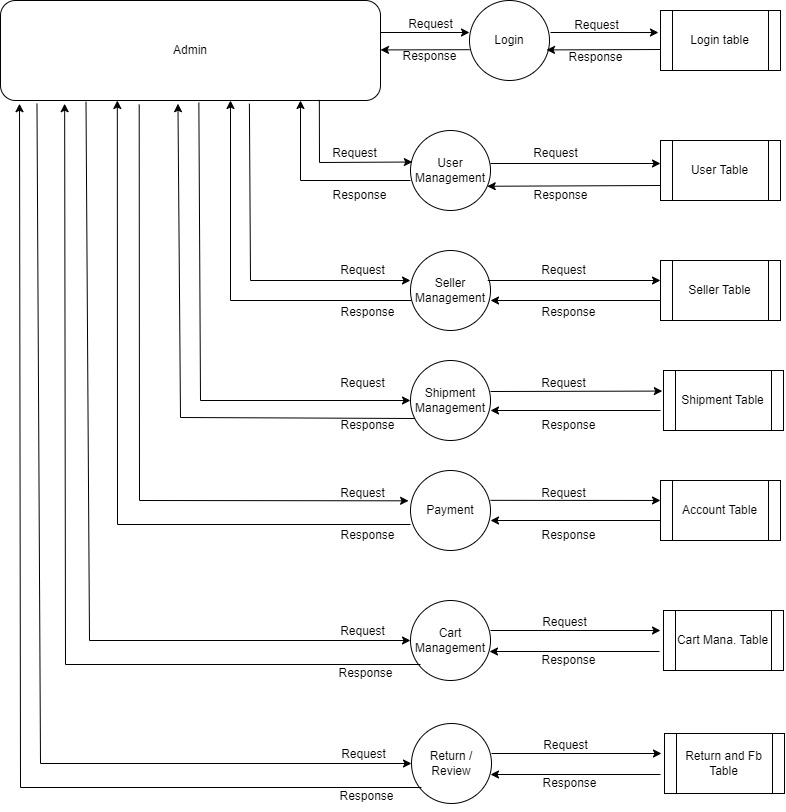 Request
Request
Admin
Login
Login table
Response
Response
Request
Request
User
Management
User Table
Response
Response
Request
Request
Seller
Management
Seller Table
Response
Response
Request
Request
Shipment
Management
Shipment Table
Response
Response
Request
Request
Payment
Account Table
Response
Response
Request
Request
Cart
Management
Cart Mana. Table
Response
Response
Request
Request
Return /
Review
Return and Fb
Table
Response
Response